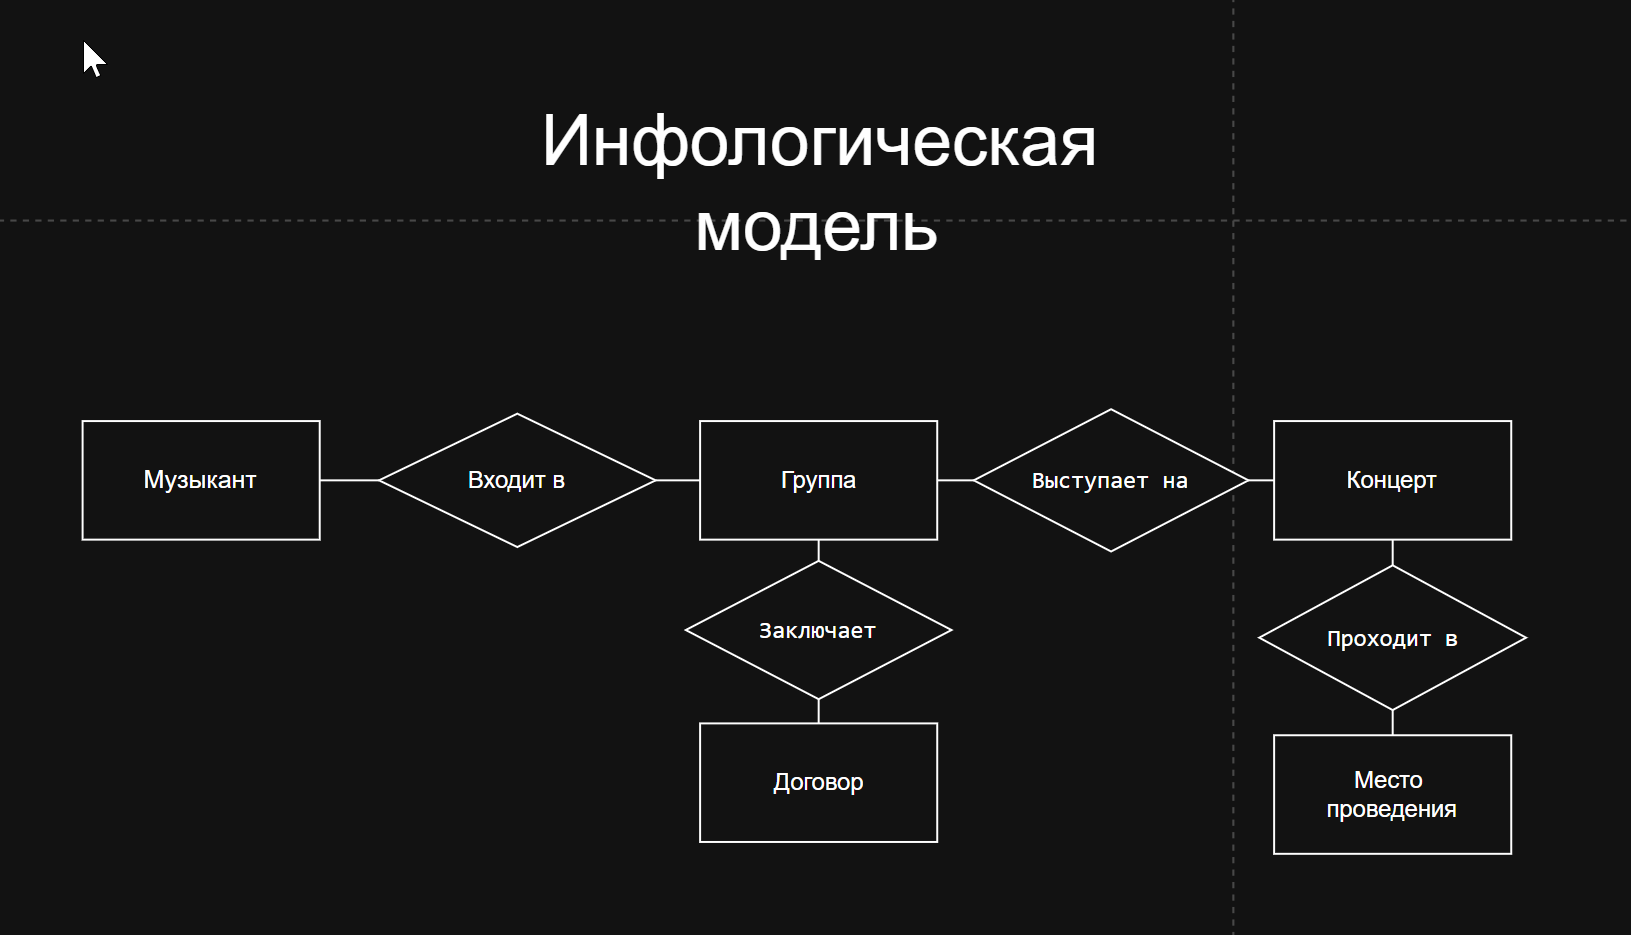 Инфологическая
модель
Музыкант
Входит в
Группа
Выступает на
Концерт
Заключает
Проходит в
Договор
Место
проведения